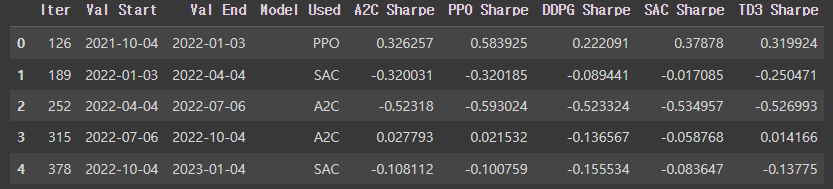 Iter Val Start Val End Model Used A2C Sharpe PPO Sharpe DDPG Sharpe SAC Sharpe TD3 Sharpe
0 126 2021-10-04 2022-01-03 PPO 0.326257 0.583925 0.222091 0.37878 0.319924
1 189 2022-01-03 2022-04-04 SAC -0.320031 -0.320185 -0.089441 -0.017085 -0.250471
2 252 2022-04-04 2022-07-06 A2C -0.52318 -0.593024 -0.523324 -0.534957 -0.526993
3 315 2022-07-06 2022-10-04 A2C 0.027793 0.021532 -0.136567 -0.058768 0.014166
4 378 2022-10-04 2023-01-04 SAC -0.108112 -0.100759 -0.155534 -0.083647 -0.13775